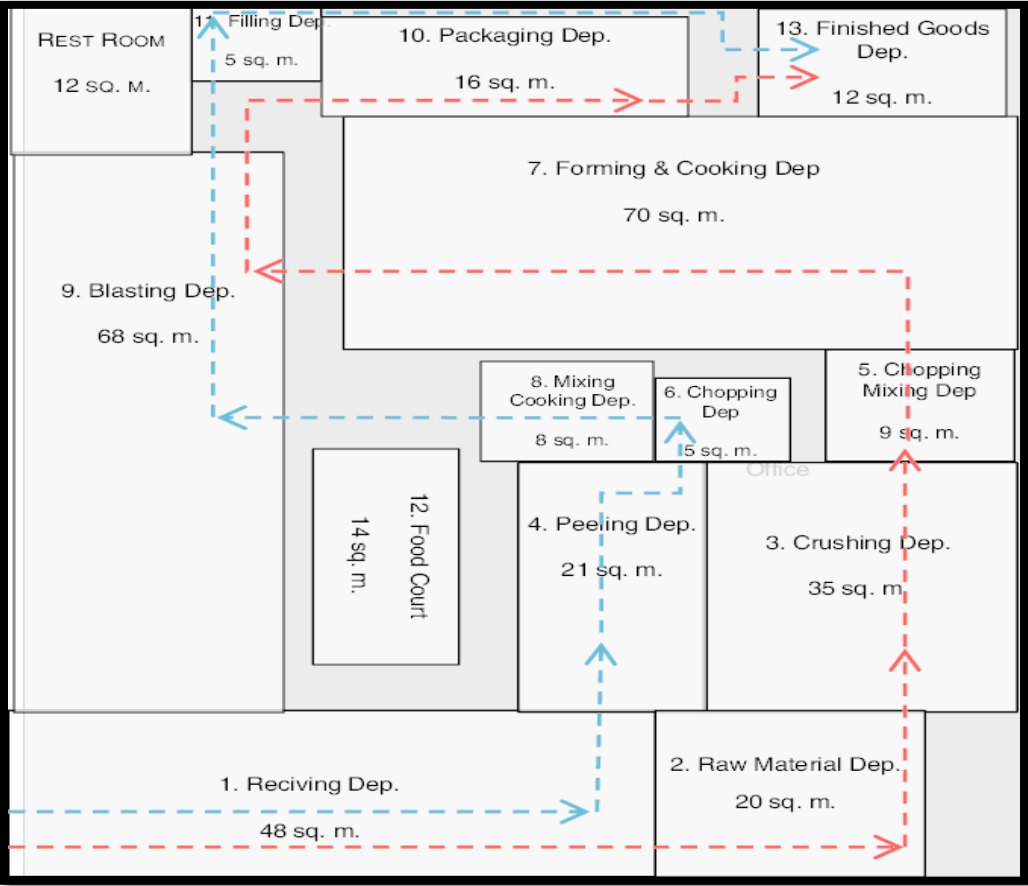 REST ROOM
12 SQ. M.
11. Filling Dep.
5 sq. m.
10. Packaging Dep.
16 sq. m.
13. Finished Goods
Dep.
12 sq. m.
7. Forming & Cooking Dep
70 sq. m.
9. Blasting Dep.
68 sq. m.
8. Mixing
Cooking Dep.
8 sq. m.
6. Chopping
Dep
5 sq. m.
5. Chopping
Mixing Dep
9 sq. m.
Office
12. Food Court
14 sq. m.
4. Peeling Dep.
21 sq. m.
3. Crushing Dep.
35 sq. m
1. Reciving Dep.
48 sq. m.
2. Raw Material Dep.
20 sq. m.